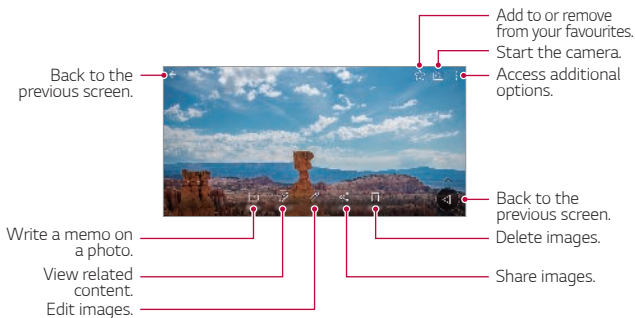 Add to or remove
from your favourites.
Start the camera.
Access additional
options.
Back to the
previous screen.
Back to the
previous screen.
Delete images.
Share images.
Write a memo on
a photo.
View related
content.
Edit images.